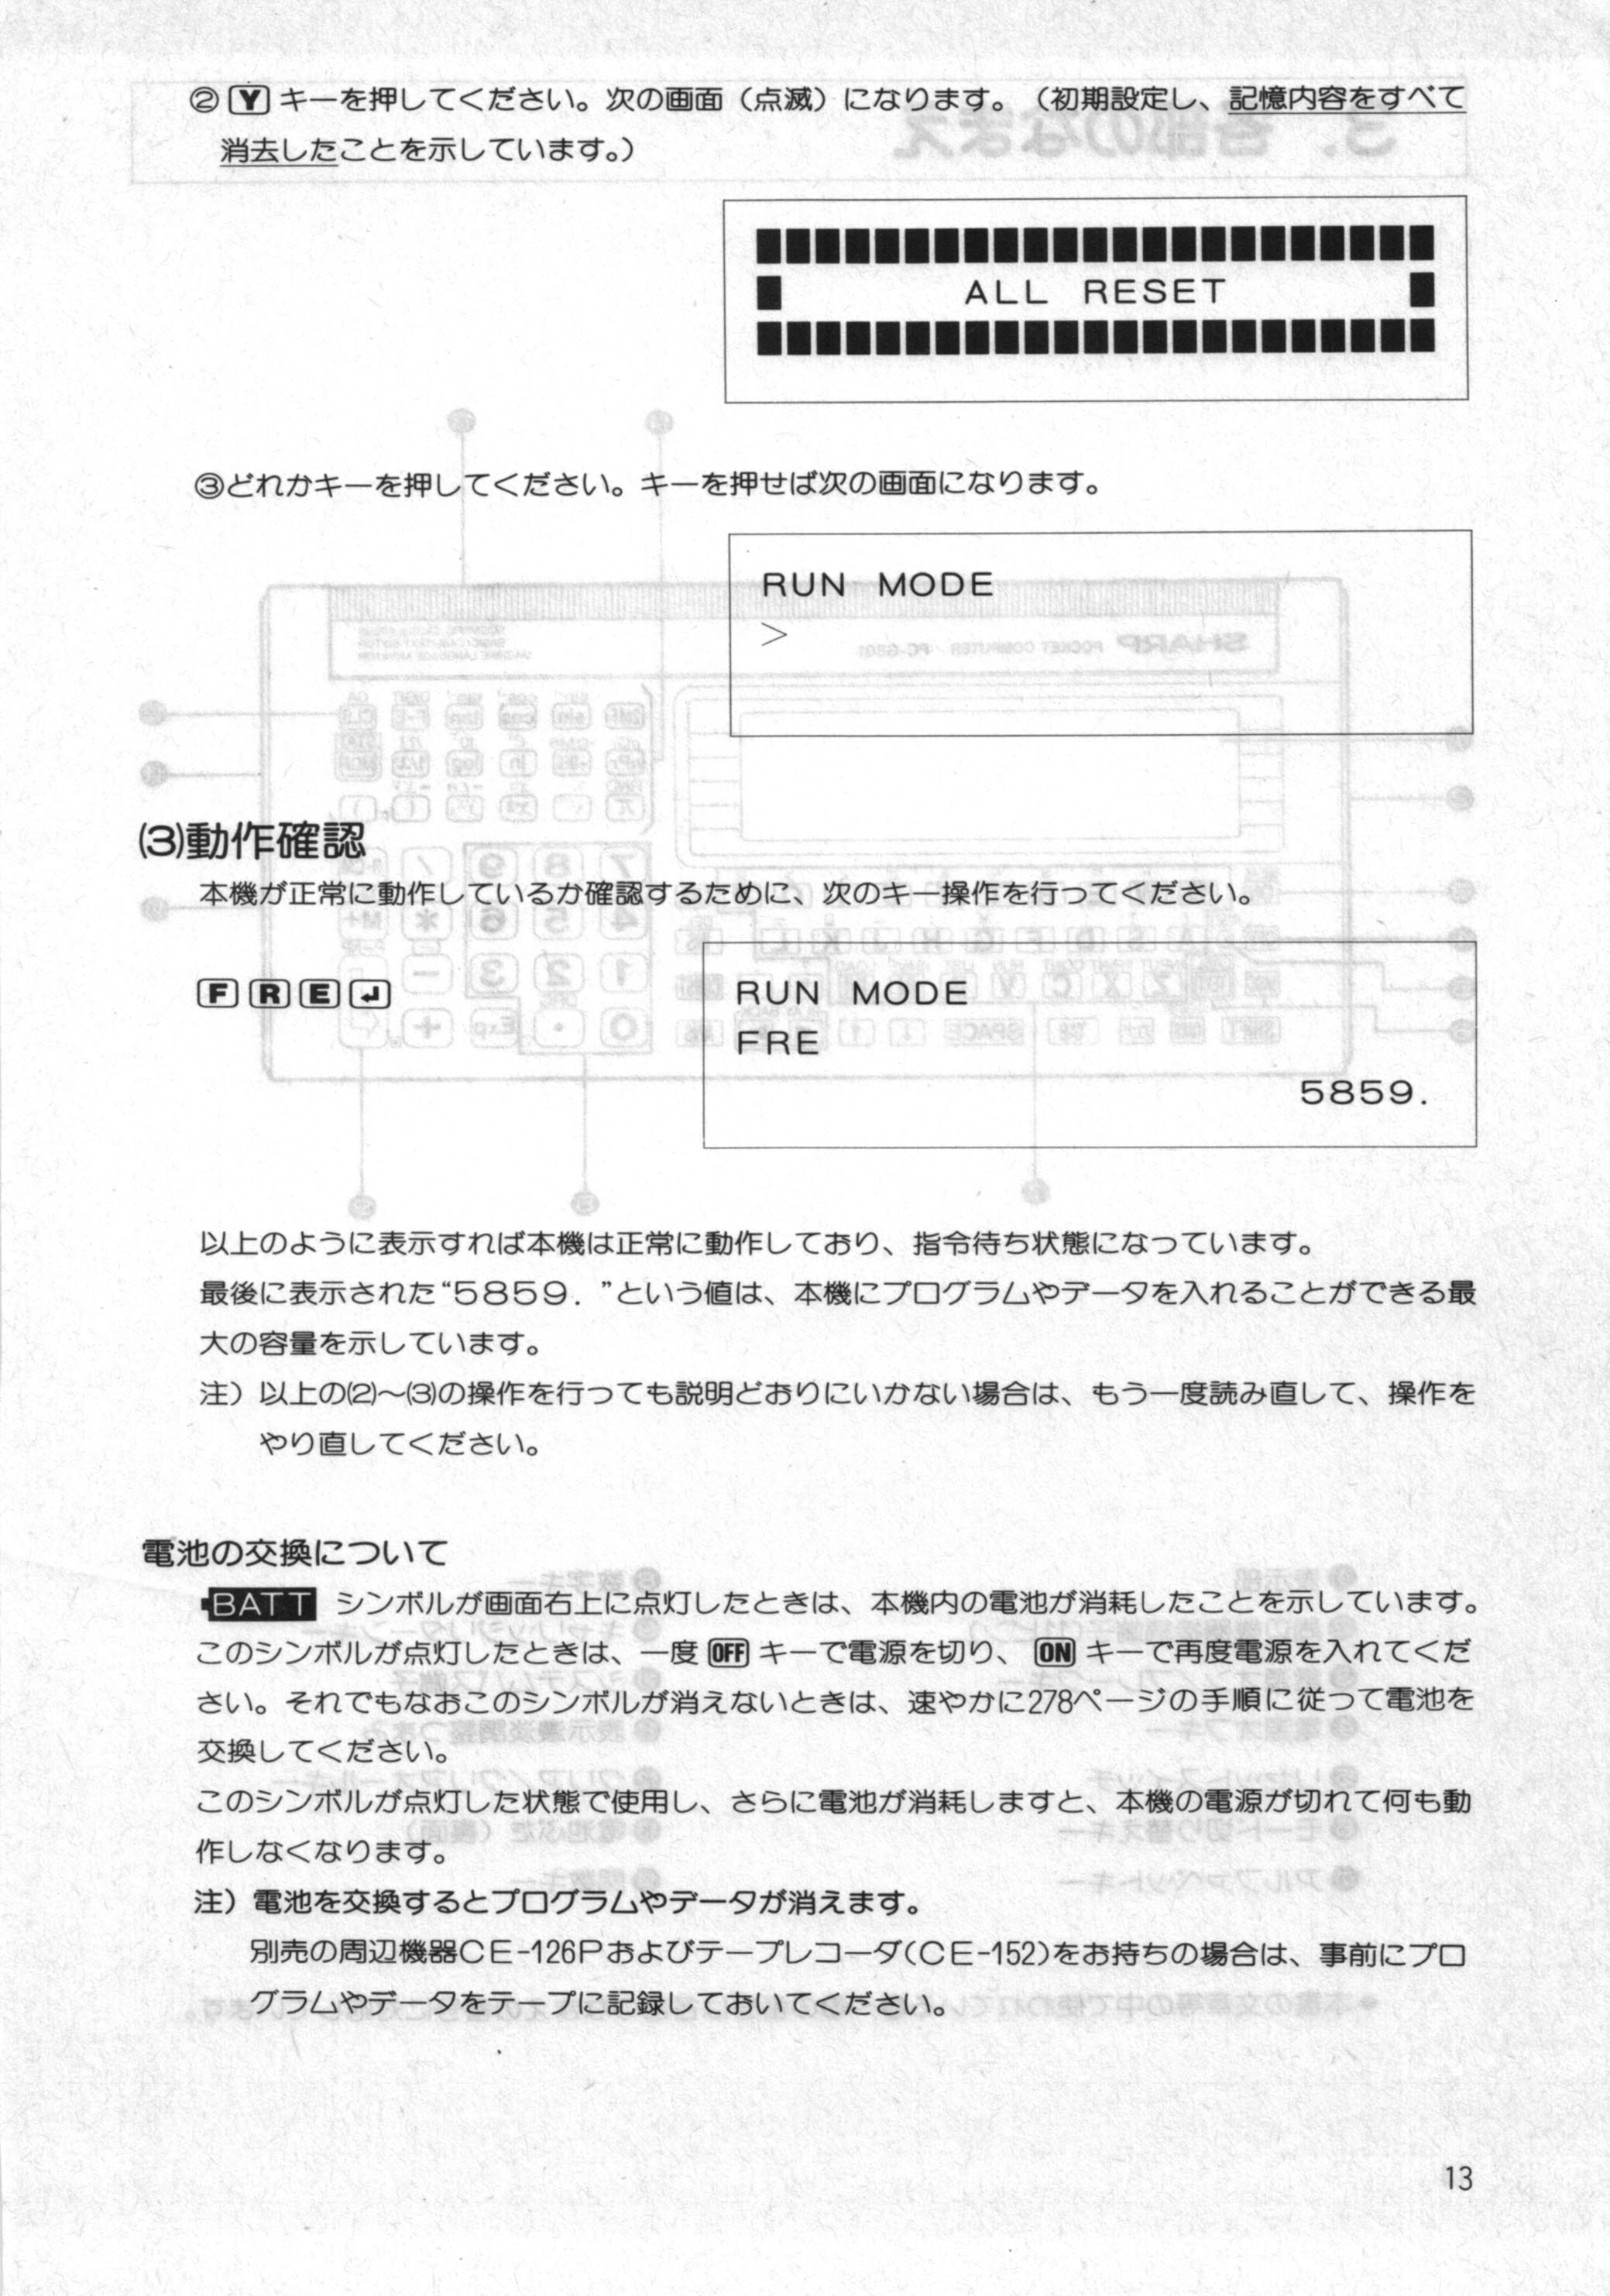 ②Yキーを押してください。次の画面（点滅）になります。（初期設定し、記憶内容をすべて
消去したことを示しています。）
ALL RESET
③どれかキーを押してください。キーを押せば次の画面になります。
RUN MODE
>
(3)動作確認
本機が正常に動作しているか確認するために、次のキー操作を行ってください。
F R E ↲
RUN MODE
FRE
5859.
以上のように表示すれば本機は正常に動作しており、指令待ち状態になっています。
最後に表示された“5859．”という値は、本機にプログラムやデータを入れることができる最
大の容量を示しています。
注）以上の(2)〜(3)の操作を行っても説明どおりにいかない場合は、もう一度読み直して、操作を
やり直してください。
電池の交換について
BATT シンボルが画面右上に点灯したときは、本機内の電池が消耗したことを示しています。
このシンボルが点灯したときは、一度 OFF キーで電源を切り、 ON キーで再度電源を入れてくだ
さい。それでもなおこのシンボルが消えないときは、速やかに278ページの手順に従って電池を
交換してください。
このシンボルが点灯した状態で使用し、さらに電池が消耗しますと、本機の電源が切れて何も動
作しなくなります。
注）電池を交換するとプログラムやデータが消えます。
別売の周辺機器CE-126Pおよびテープレコーダ(CE-152)をお持ちの場合は、事前にプロ
グラムやデータをテープに記録しておいてください。
13